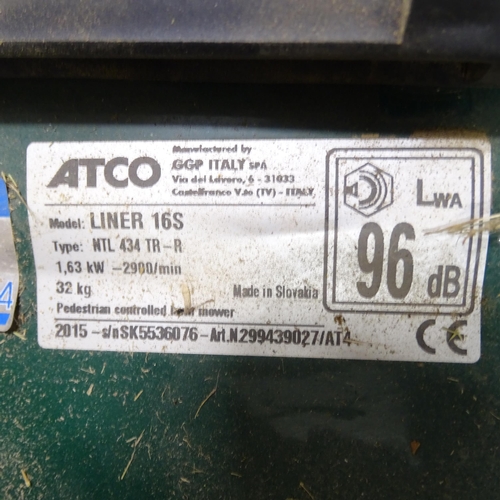 ATCO
Manufactured by
GGP ITALY SPA
Via del Lavoro, 6 - 31033
Castelfranco V.to (TV) - ITALY
Model: LINER 16S
Type: NTL 434 TR-R
1,63 kW -2900/min
32 kg
Made in Slovakia
Pedestrian controlled lawn mower
2015 -s/nSK5536076-Art.N299439027/AT4
LWA
96 dB
CE
4